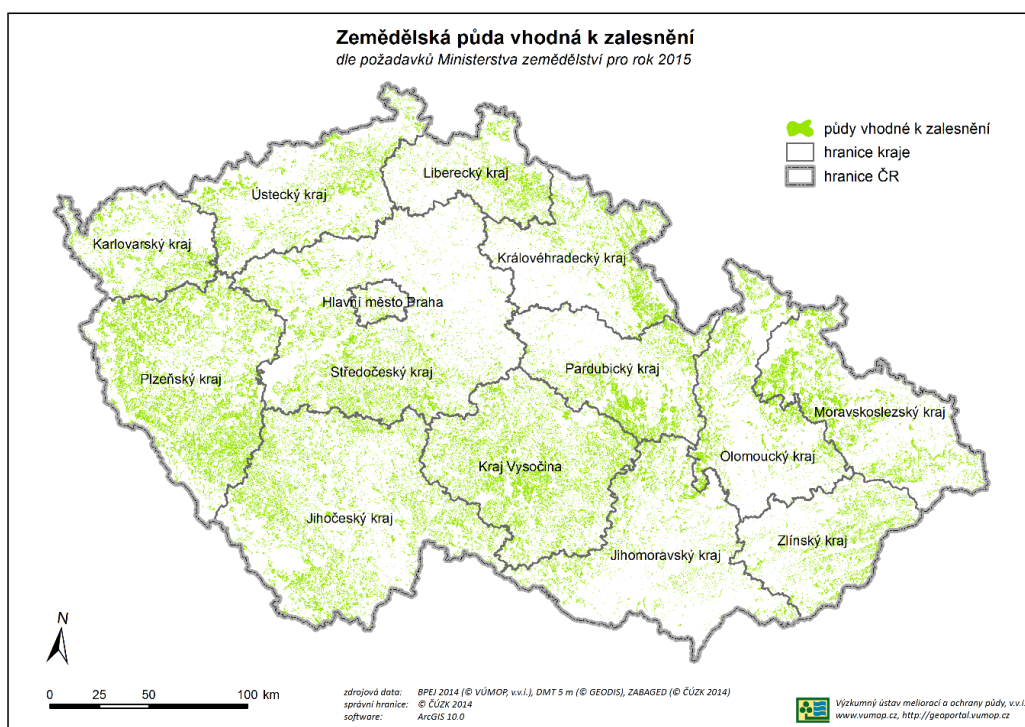 Zemědělská půda vhodná k zalesnění
dle požadavků Ministerstva zemědělství pro rok 2015
půdy vhodné k zalesnění
hranice kraje
hranice ČR
Liberecký kraj
Ústecký kraj
Karlovarský kraj
Královéhradecký kraj
Hlavní město Praha
Středočeský kraj
Pardubický kraj
Plzeňský kraj
Moravskoslezský kraj
Olomoucký kraj
Kraj Vysočina
Jihočeský kraj
Zlínský kraj
Jihomoravský kraj
N
0 25 50 100 km
zdrojová data: BPEJ 2014 (© VÚMOP, v.v.i.), DMT 5 m (© GEODIS), ZABAGED (© ČÚZK 2014)
správní hranice: © ČÚZK 2014
software: ArcGIS 10.0
Výzkumný ústav meliorací a ochrany půdy, v.v.i.
www.vumop.cz, http://geoportal.vumop.cz